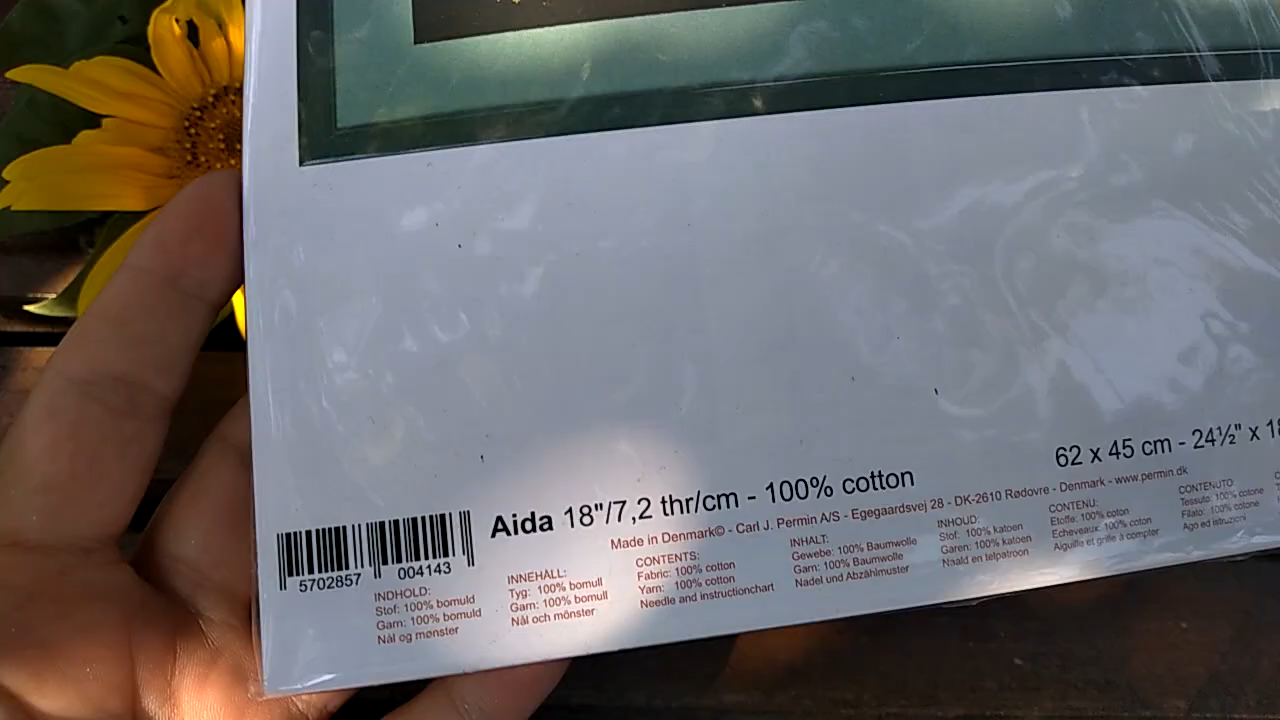 62 x 45 cm - 24½" x 18
Aida 18"/7,2 thr/cm - 100% cotton
Made in Denmark© - Carl J. Permin A/S - Egegaardsvej 28 - DK-2610 Rødovre - Denmark - www.permin.dk
5702857 004143
INDHOLD:
Stof: 100% bomuld
Garn: 100% bomuld
Nål og mønster
INNEHÅLL:
Tyg: 100% bomull
Garn: 100% bomull
Nål och mönster
CONTENTS:
Fabric: 100% cotton
Yarn: 100% cotton
Needle and instructionchart
INHALT:
Gewebe: 100% Baumwolle
Garn: 100% Baumwolle
Nadel und Abzählmuster
INHOUD:
Stof: 100% katoen
Garen: 100% katoen
Naald en telpatroon
CONTENU:
Etoffe: 100% coton
Echeveaux: 100% coton
Aiguille et grille à compter
CONTENUTO:
Tessuto: 100% cotone
Filato: 100% cotone
Ago ed istruzioni